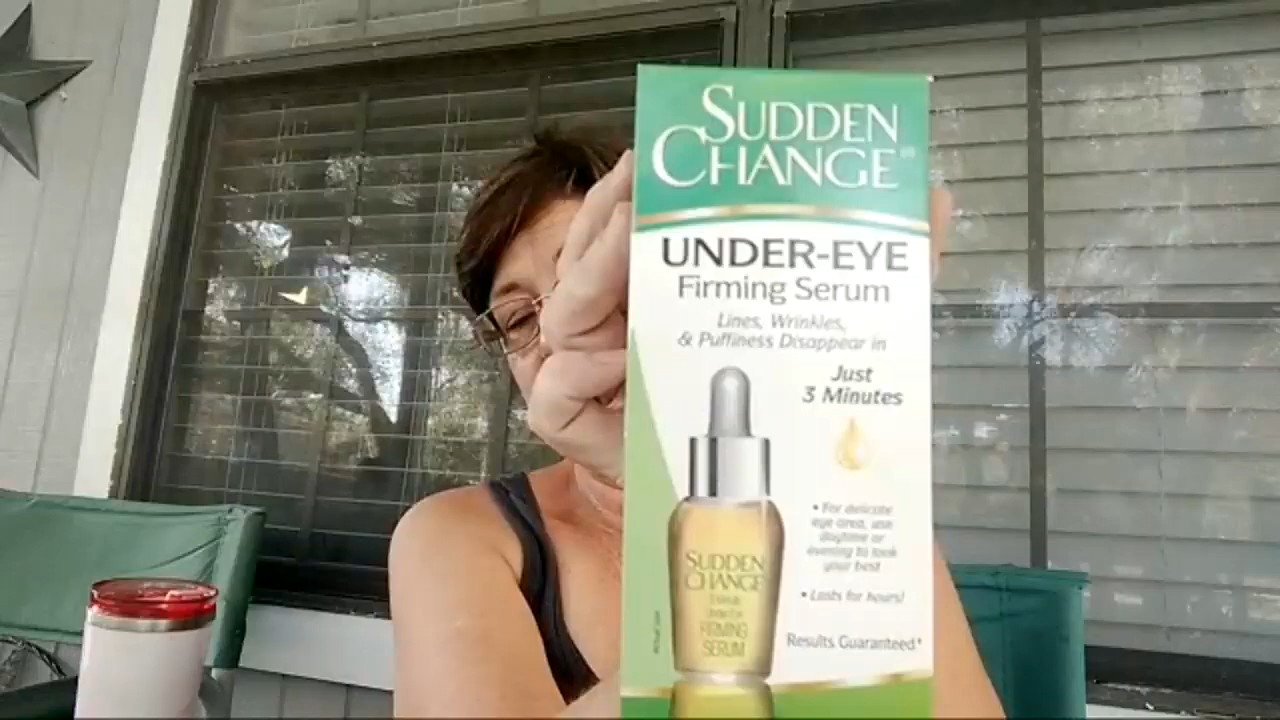 SUDDEN
CHANGE®
UNDER-EYE
Firming Serum
Lines, Wrinkles,
& Puffiness Disappear in
Just
3 Minutes
• For delicate
eye area, use
daytime or
evening to look
your best
• Lasts for hours!
Results Guaranteed†
SUDDEN
CHANGE
FIRMING
SERUM